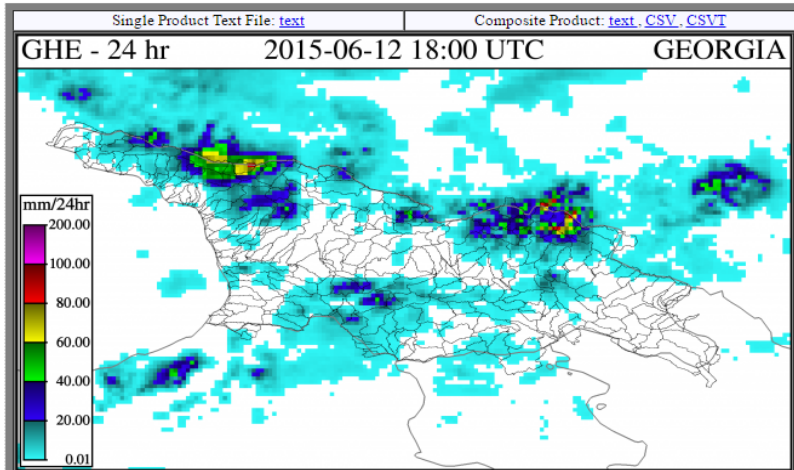 Single Product Text File: text
Composite Product: text , CSV , CSVT
GHE - 24 hr 2015-06-12 18:00 UTC GEORGIA
mm/24hr
200.00
100.00
80.00
60.00
40.00
20.00
0.01